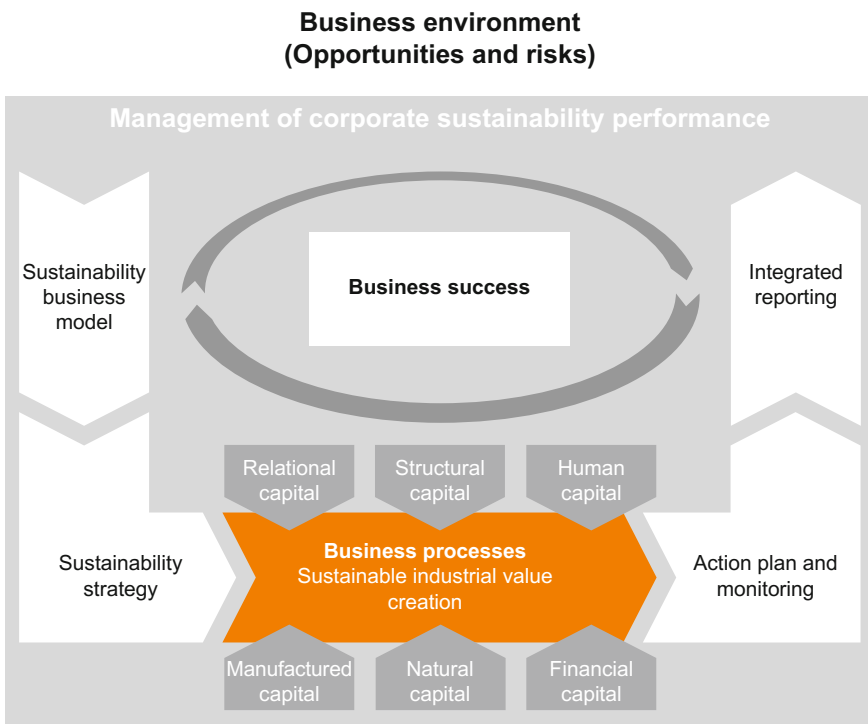 Business environment
(Opportunities and risks)
Management of corporate sustainability performance
Sustainability
business
model
Business success
Integrated
reporting
Relational
capital
Structural
capital
Human
capital
Sustainability
strategy
Business processes
Sustainable industrial value
creation
Action plan and
monitoring
Manufactured
capital
Natural
capital
Financial
capital